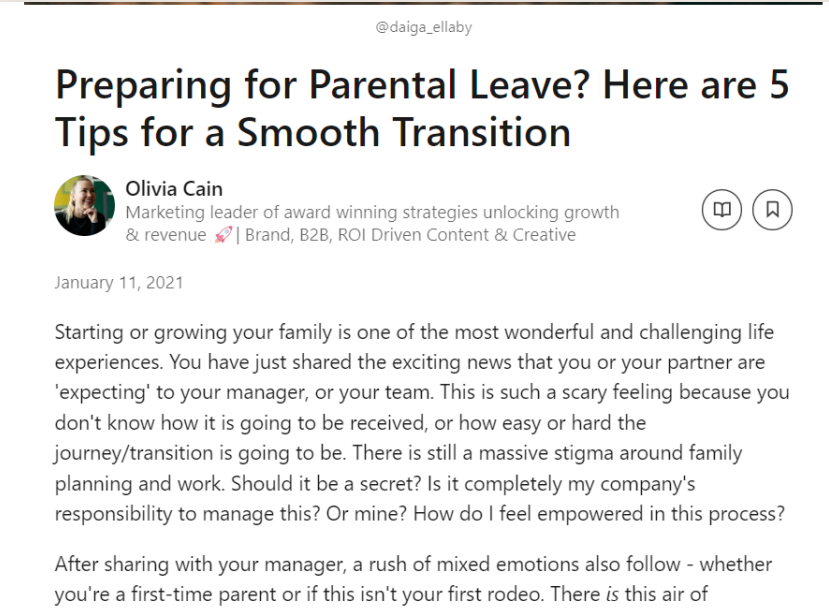 @daiga_ellaby
Preparing for Parental Leave? Here are 5
Tips for a Smooth Transition
Olivia Cain
Marketing leader of award winning strategies unlocking growth
& revenue 🚀| Brand, B2B, ROI Driven Content & Creative
January 11, 2021
Starting or growing your family is one of the most wonderful and challenging life
experiences. You have just shared the exciting news that you or your partner are
'expecting' to your manager, or your team. This is such a scary feeling because you
don't know how it is going to be received, or how easy or hard the
journey/transition is going to be. There is still a massive stigma around family
planning and work. Should it be a secret? Is it completely my company's
responsibility to manage this? Or mine? How do I feel empowered in this process?
After sharing with your manager, a rush of mixed emotions also follow - whether
you're a first-time parent or if this isn't your first rodeo. There is this air of